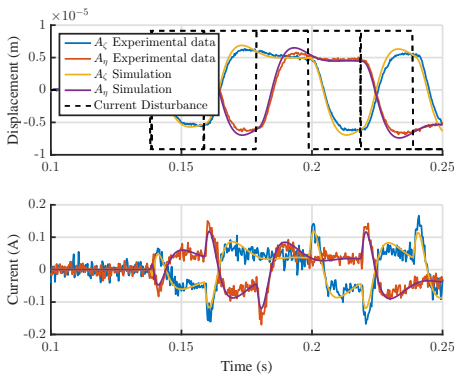 ×10⁻⁵
1
0.5
0
-0.5
-1
Displacement (m)
A_ζ Experimental data
A_η Experimental data
A_ζ Simulation
A_η Simulation
Current Disturbance
0.1 0.15 0.2 0.25
0.2
0.1
0
-0.1
-0.2
Current (A)
0.1 0.15 0.2 0.25
Time (s)